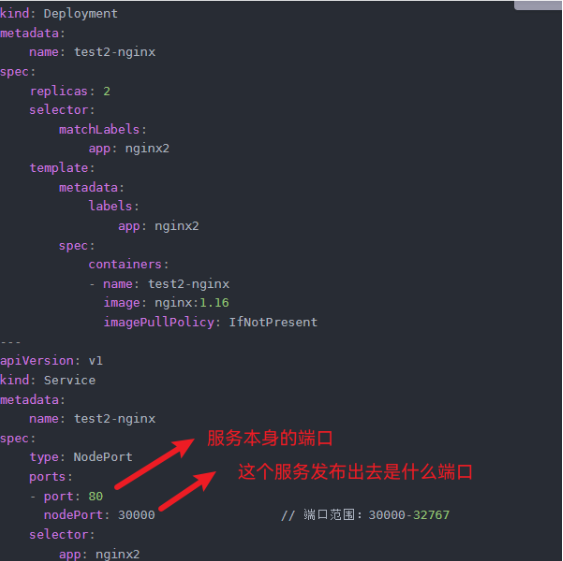 kind: Deployment
metadata:
    name: test2-nginx
spec:
    replicas: 2
    selector:
        matchLabels:
            app: nginx2
    template:
        metadata:
            labels:
                app: nginx2
        spec:
            containers:
            - name: test2-nginx
              image: nginx:1.16
              imagePullPolicy: IfNotPresent
---
apiVersion: v1
kind: Service
metadata:
    name: test2-nginx
spec:
服务本身的端口
    type: NodePort
这个服务发布出去是什么端口
    ports:
    - port: 80
      nodePort: 30000                 // 端口范围：30000-32767
    selector:
        app: nginx2